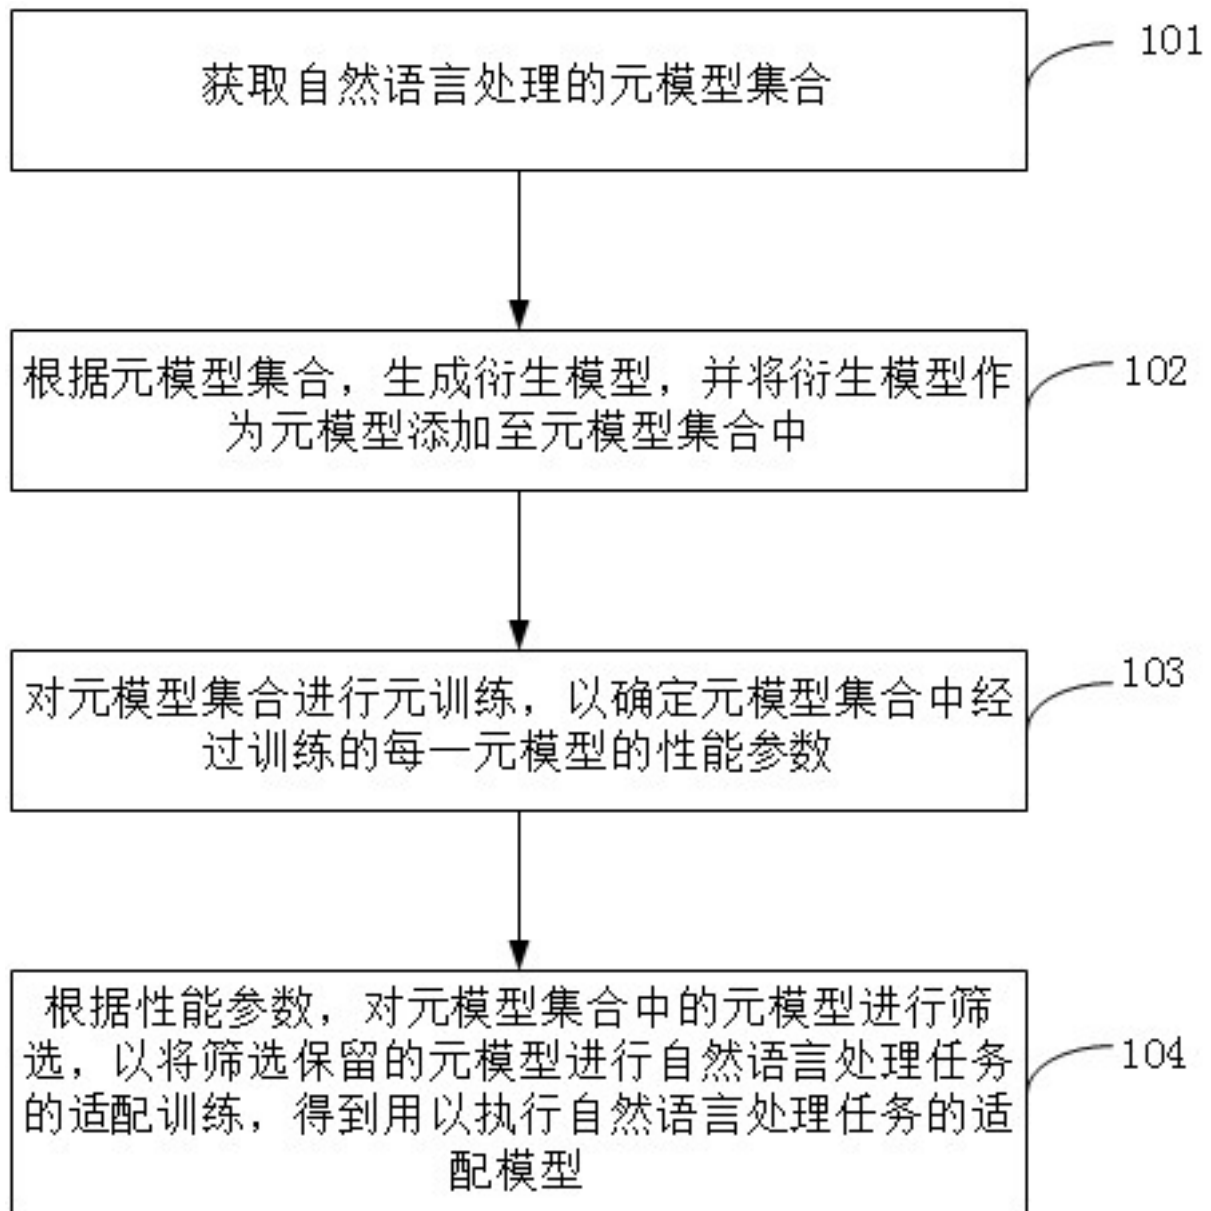 获取自然语言处理的元模型集合
101
根据元模型集合，生成衍生模型，并将衍生模型作
为元模型添加至元模型集合中
102
对元模型集合进行元训练，以确定元模型集合中经
过训练的每一元模型的性能参数
103
根据性能参数，对元模型集合中的元模型进行筛
选，以将筛选保留的元模型进行自然语言处理任务
的适配训练，得到用以执行自然语言处理任务的适
配模型
104